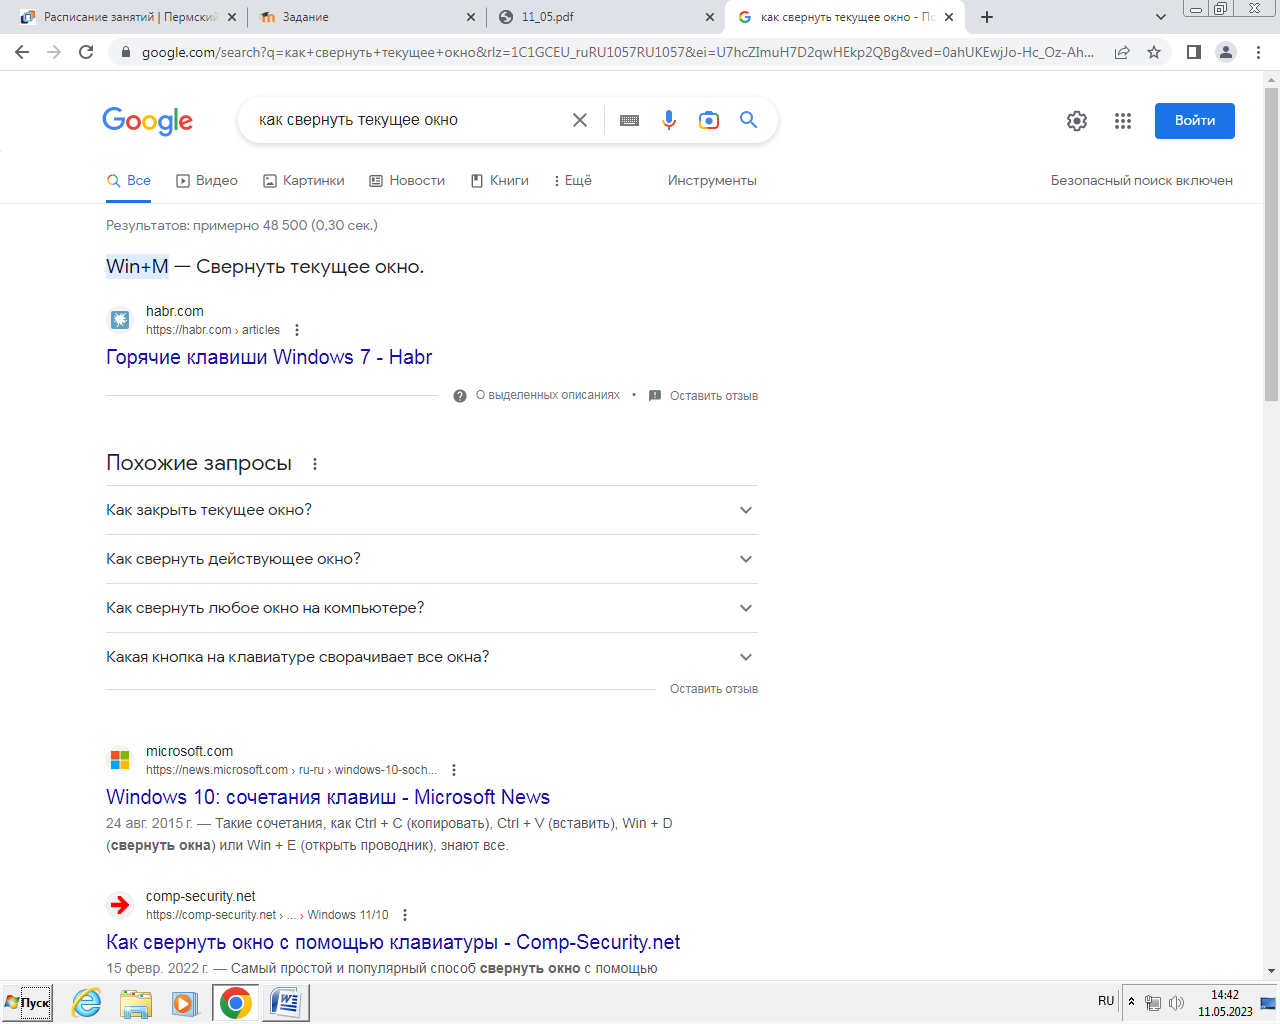 Расписание занятий | Пермский
Задание
11_05.pdf
как свернуть текущее окно - По
google.com/search?q=как+свернуть+текущее+окно&rlz=1C1GCEU_ruRU1057RU1057&ei=U7hcZImuH7D2qwHEkp2QBg&ved=0ahUKEwjJo-Hc_Oz-Ah...
Google
как свернуть текущее окно
Войти
Все
Видео
Картинки
Новости
Книги
Ещё
Инструменты
Безопасный поиск включен
Результатов: примерно 48 500 (0,30 сек.)
Win+M — Свернуть текущее окно.
habr.com
https://habr.com › articles
Горячие клавиши Windows 7 - Habr
О выделенных описаниях • Оставить отзыв
Похожие запросы
Как закрыть текущее окно?
Как свернуть действующее окно?
Как свернуть любое окно на компьютере?
Какая кнопка на клавиатуре сворачивает все окна?
Оставить отзыв
microsoft.com
https://news.microsoft.com › ru-ru › windows-10-soch...
Windows 10: сочетания клавиш - Microsoft News
24 авг. 2015 г. — Такие сочетания, как Ctrl + C (копировать), Ctrl + V (вставить), Win + D
(свернуть окна) или Win + E (открыть проводник), знают все.
comp-security.net
https://comp-security.net › ... › Windows 11/10
Как свернуть окно с помощью клавиатуры - Comp-Security.net
15 февр. 2022 г. — Самый простой и популярный способ свернуть окно с помощью
Пуск
RU
14:42
11.05.2023